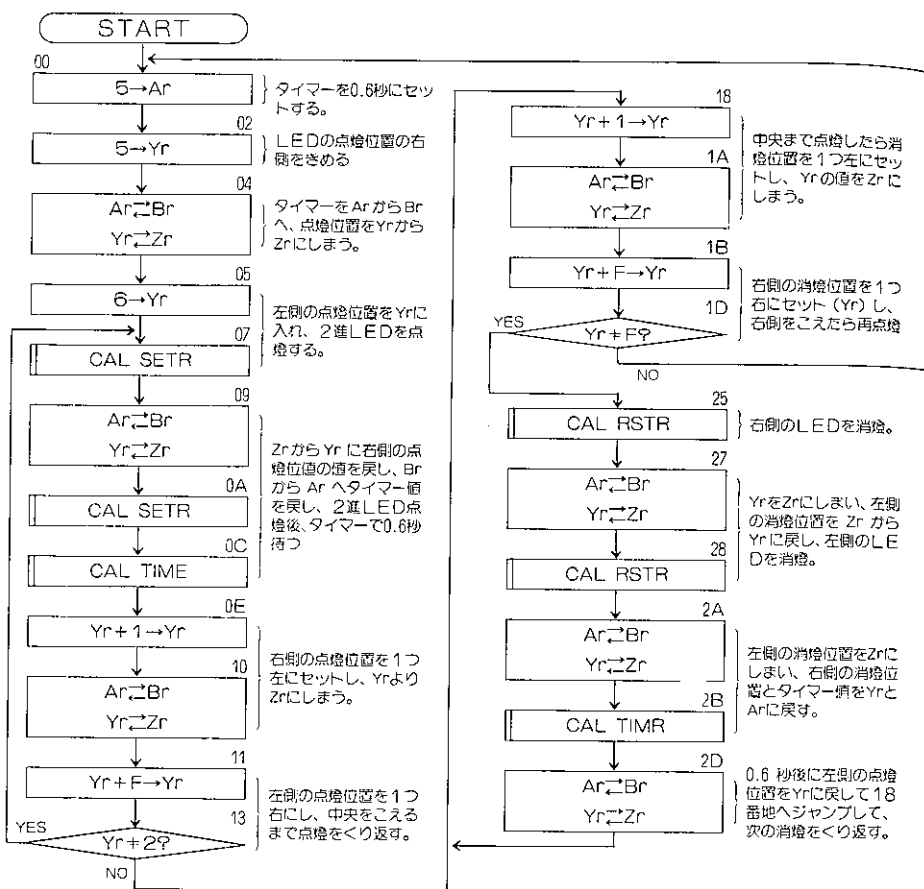 START
00
5→Ar
タイマーを0.6秒にセッ
トする。
02
5→Yr
LEDの点燈位置の右
側をきめる
04
Ar⇄Br
Yr⇄Zr
タイマーをArからBr
へ、点燈位置をYrから
Zrにしまう。
05
6→Yr
左側の点燈位置をYrに
入れ、2進LEDを点
燈する。
07
CAL SETR
09
Ar⇄Br
Yr⇄Zr
ZrからYrに右側の点
燈位値の値を戻し、Br
からArへタイマー値
を戻し、2進LED点
燈後、タイマーで0.6秒
待つ
0A
CAL SETR
0C
CAL TIME
0E
Yr+1→Yr
右側の点燈位置を1つ
左にセットし、Yrより
Zrにしまう。
10
Ar⇄Br
Yr⇄Zr
11
Yr+F→Yr
左側の点燈位置を1つ
右にし、中央をこえる
まで点燈をくり返す。
13
YES
Yr≠2?
NO
18
Yr+1→Yr
中央まで点燈したら消
燈位置を1つ左にセッ
トし、Yrの値をZrに
しまう。
1A
Ar⇄Br
Yr⇄Zr
1B
Yr+F→Yr
右側の消燈位置を1つ
右にセット(Yr)し、
右側をこえたら再点燈
1D
YES
Yr≠F?
NO
25
CAL RSTR
右側のLEDを消燈。
27
Ar⇄Br
Yr⇄Zr
YrをZrにしまい、左側
の消燈位置をZrから
Yrに戻し、左側のLE
Dを消燈。
28
CAL RSTR
2A
Ar⇄Br
Yr⇄Zr
左側の消燈位置をZrに
しまい、右側の消燈位
置とタイマー値をYrと
Arに戻す。
2B
CAL TIMR
2D
Ar⇄Br
Yr⇄Zr
0.6秒後に左側の点燈
位置をYrに戻して18
番地へジャンプして、
次の消燈をくり返す。